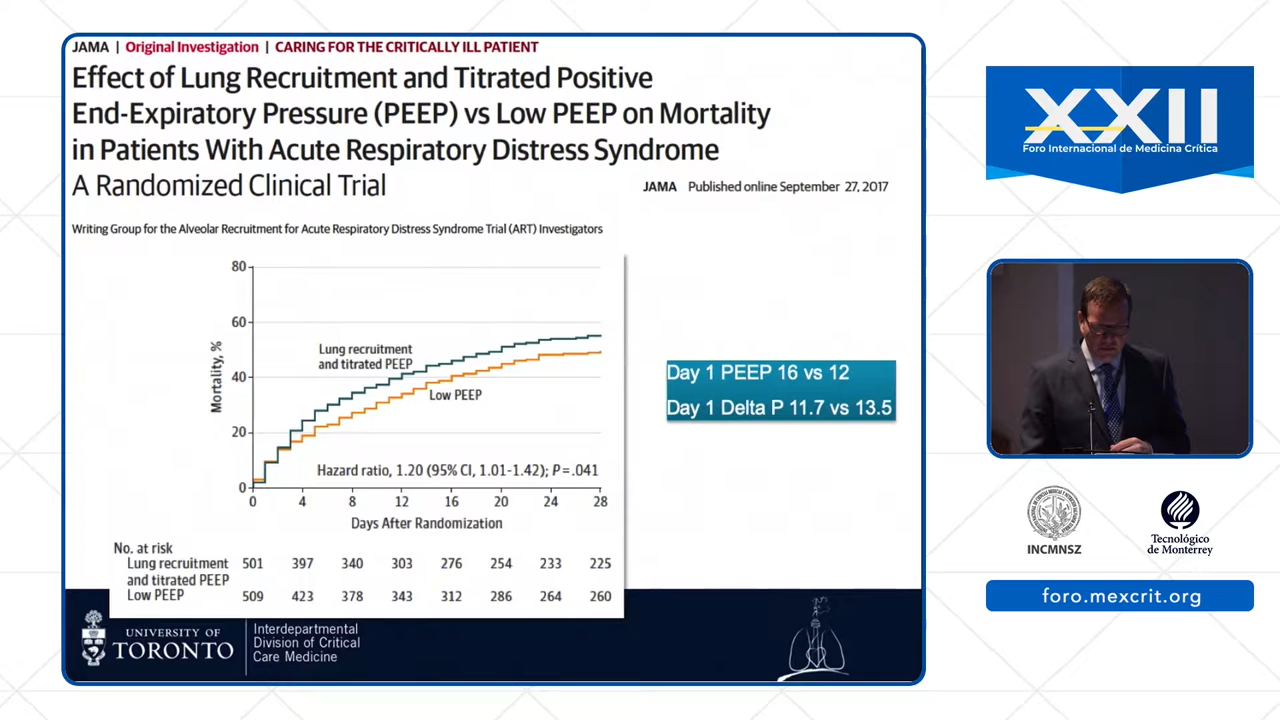 JAMA | Original Investigation | CARING FOR THE CRITICALLY ILL PATIENT
Effect of Lung Recruitment and Titrated Positive
End-Expiratory Pressure (PEEP) vs Low PEEP on Mortality
in Patients With Acute Respiratory Distress Syndrome
A Randomized Clinical Trial
JAMA Published online September 27, 2017
Writing Group for the Alveolar Recruitment for Acute Respiratory Distress Syndrome Trial (ART) Investigators
80
60
40
20
0
Mortality, %
Lung recruitment
and titrated PEEP
Low PEEP
Hazard ratio, 1.20 (95% CI, 1.01-1.42); P=.041
0 4 8 12 16 20 24 28
Days After Randomization
No. at risk
Lung recruitment 501 397 340 303 276 254 233 225
and titrated PEEP
Low PEEP 509 423 378 343 312 286 264 260
Day 1 PEEP 16 vs 12
Day 1 Delta P 11.7 vs 13.5
UNIVERSITY OF
TORONTO
Interdepartmental
Division of Critical
Care Medicine
XXII
Foro Internacional de Medicina Crítica
INCMNSZ
Tecnológico
de Monterrey
foro.mexcrit.org